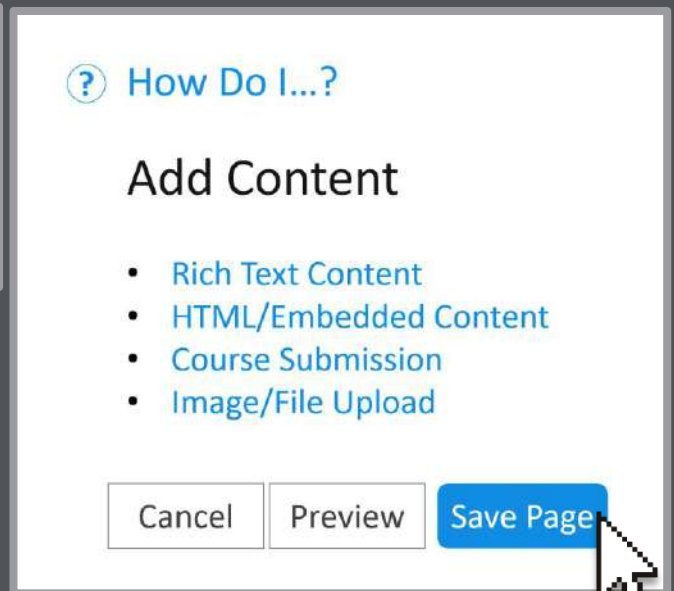 ? How Do I...?
Add Content
• Rich Text Content
• HTML/Embedded Content
• Course Submission
• Image/File Upload
Cancel Preview Save Page